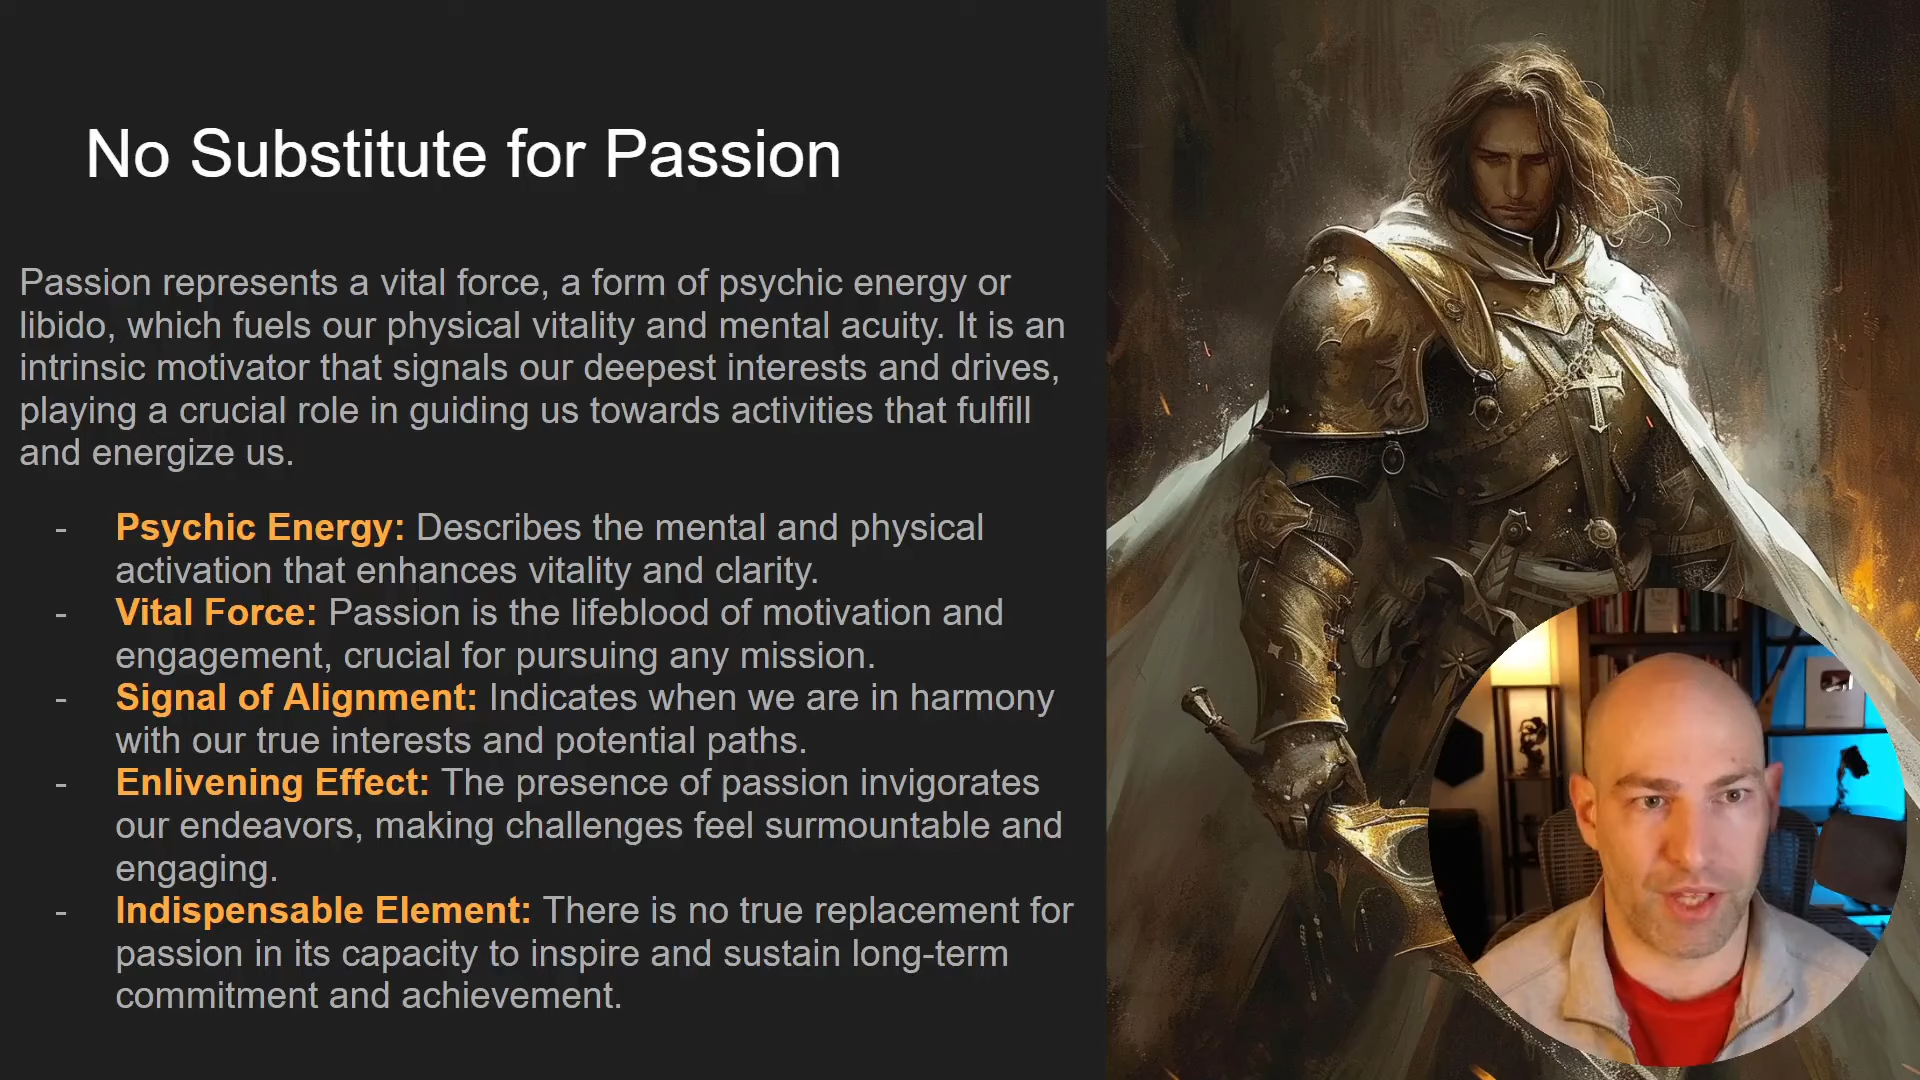 No Substitute for Passion
Passion represents a vital force, a form of psychic energy or
libido, which fuels our physical vitality and mental acuity. It is an
intrinsic motivator that signals our deepest interests and drives,
playing a crucial role in guiding us towards activities that fulfill
and energize us.
- Psychic Energy: Describes the mental and physical
activation that enhances vitality and clarity.
- Vital Force: Passion is the lifeblood of motivation and
engagement, crucial for pursuing any mission.
- Signal of Alignment: Indicates when we are in harmony
with our true interests and potential paths.
- Enlivening Effect: The presence of passion invigorates
our endeavors, making challenges feel surmountable and
engaging.
- Indispensable Element: There is no true replacement for
passion in its capacity to inspire and sustain long-term
commitment and achievement.